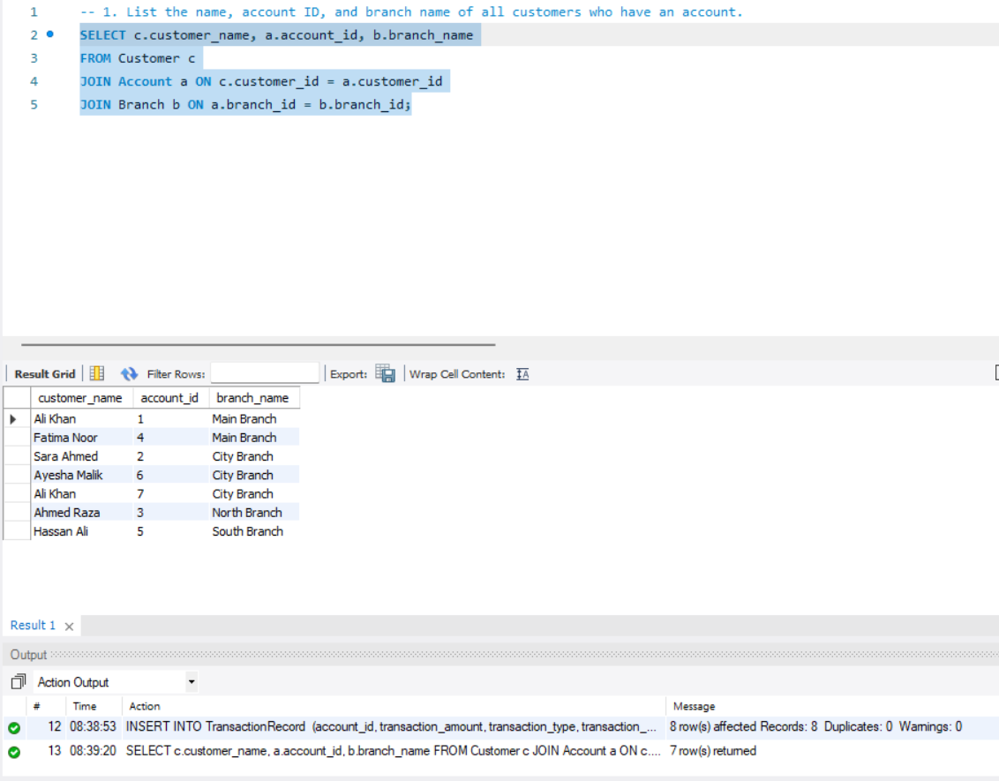 1 -- 1. List the name, account ID, and branch name of all customers who have an account.
2 SELECT c.customer_name, a.account_id, b.branch_name
3 FROM Customer c
4 JOIN Account a ON c.customer_id = a.customer_id
5 JOIN Branch b ON a.branch_id = b.branch_id;
Result Grid Filter Rows: Export: Wrap Cell Content:
customer_name account_id branch_name
Ali Khan 1 Main Branch
Fatima Noor 4 Main Branch
Sara Ahmed 2 City Branch
Ayesha Malik 6 City Branch
Ali Khan 7 City Branch
Ahmed Raza 3 North Branch
Hassan Ali 5 South Branch
Result 1
Output
Action Output
# Time Action Message
12 08:38:53 INSERT INTO TransactionRecord (account_id, transaction_amount, transaction_type, transaction_... 8 row(s) affected Records: 8 Duplicates: 0 Warnings: 0
13 08:39:20 SELECT c.customer_name, a.account_id, b.branch_name FROM Customer c JOIN Account a ON c.... 7 row(s) returned